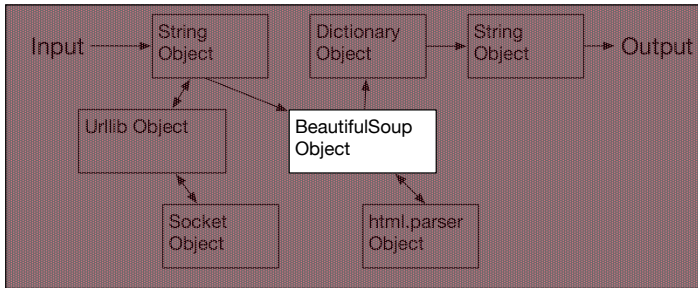 Input
String
Object
Dictionary
Object
String
Object
Output
Urllib Object
BeautifulSoup
Object
Socket
Object
html.parser
Object